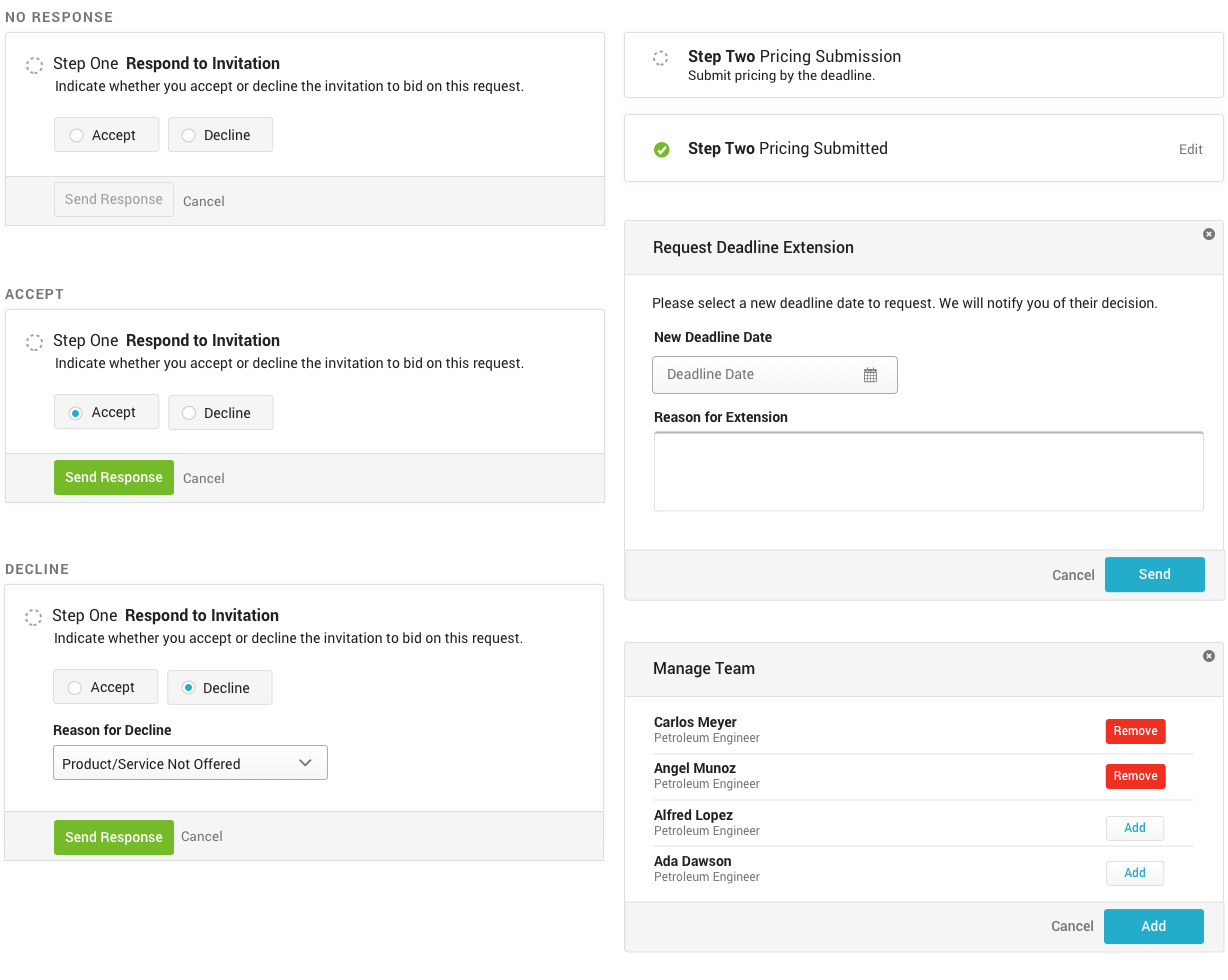 NO RESPONSE
Step One Respond to Invitation
Indicate whether you accept or decline the invitation to bid on this request.
Accept Decline
Send Response Cancel
ACCEPT
Step One Respond to Invitation
Indicate whether you accept or decline the invitation to bid on this request.
Accept Decline
Send Response Cancel
DECLINE
Step One Respond to Invitation
Indicate whether you accept or decline the invitation to bid on this request.
Accept Decline
Reason for Decline
Product/Service Not Offered
Send Response Cancel
Step Two Pricing Submission
Submit pricing by the deadline.
Step Two Pricing Submitted Edit
Request Deadline Extension
Please select a new deadline date to request. We will notify you of their decision.
New Deadline Date
Deadline Date
Reason for Extension
Cancel Send
Manage Team
Carlos Meyer
Petroleum Engineer
Remove
Angel Munoz
Petroleum Engineer
Remove
Alfred Lopez
Petroleum Engineer
Add
Ada Dawson
Petroleum Engineer
Add
Cancel Add